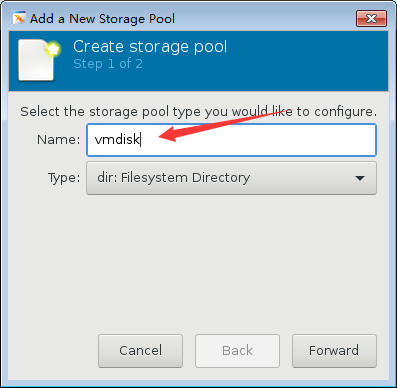 Add a New Storage Pool
Create storage pool
Step 1 of 2
Select the storage pool type you would like to configure.
Name: vmdisk
Type: dir: Filesystem Directory
Cancel Back Forward